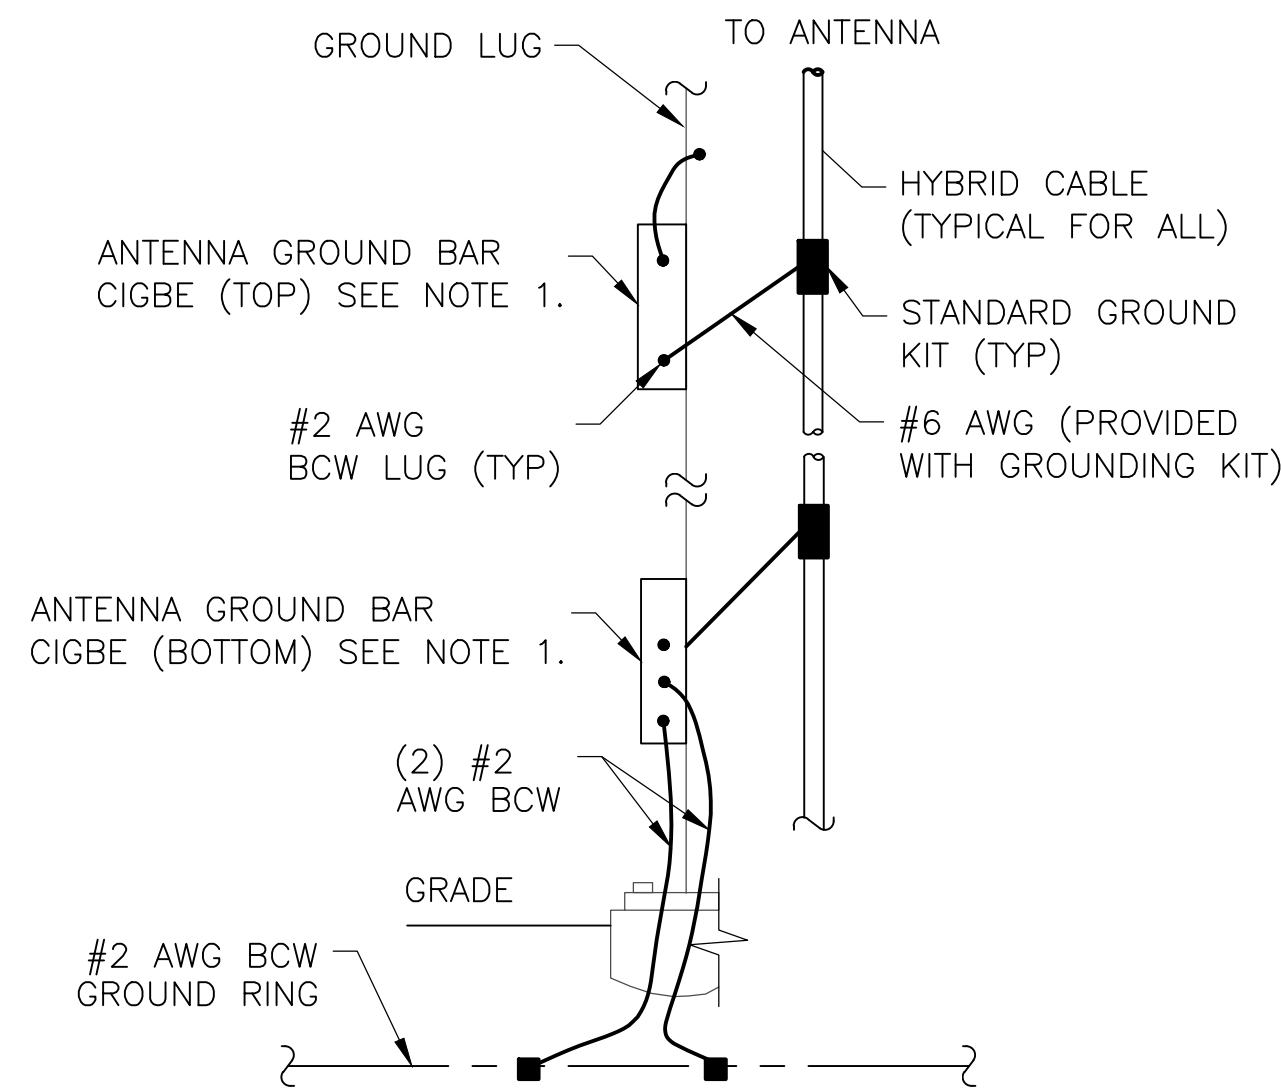 GROUND LUG
TO ANTENNA
HYBRID CABLE
(TYPICAL FOR ALL)
ANTENNA GROUND BAR
CIGBE (TOP) SEE NOTE 1.
STANDARD GROUND
KIT (TYP)
#2 AWG
BCW LUG (TYP)
#6 AWG (PROVIDED
WITH GROUNDING KIT)
ANTENNA GROUND BAR
CIGBE (BOTTOM) SEE NOTE 1.
(2) #2
AWG BCW
GRADE
#2 AWG BCW
GROUND RING